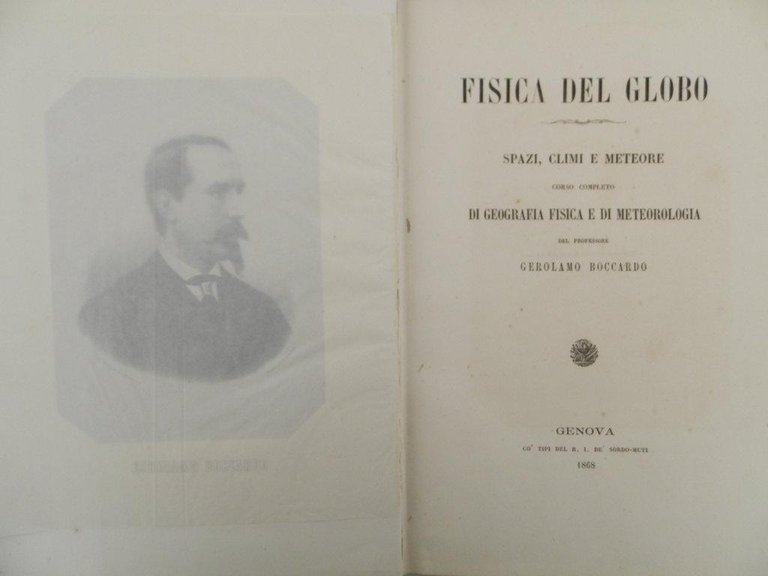 FISICA DEL GLOBO
SPAZI, CLIMI E METEORE
CORSO COMPLETO
DI GEOGRAFIA FISICA E DI METEOROLOGIA
DEL PROFESSORE
GEROLAMO BOCCARDO
GENOVA
CO' TIPI DEL R. I. DE' SORDO-MUTI
1868